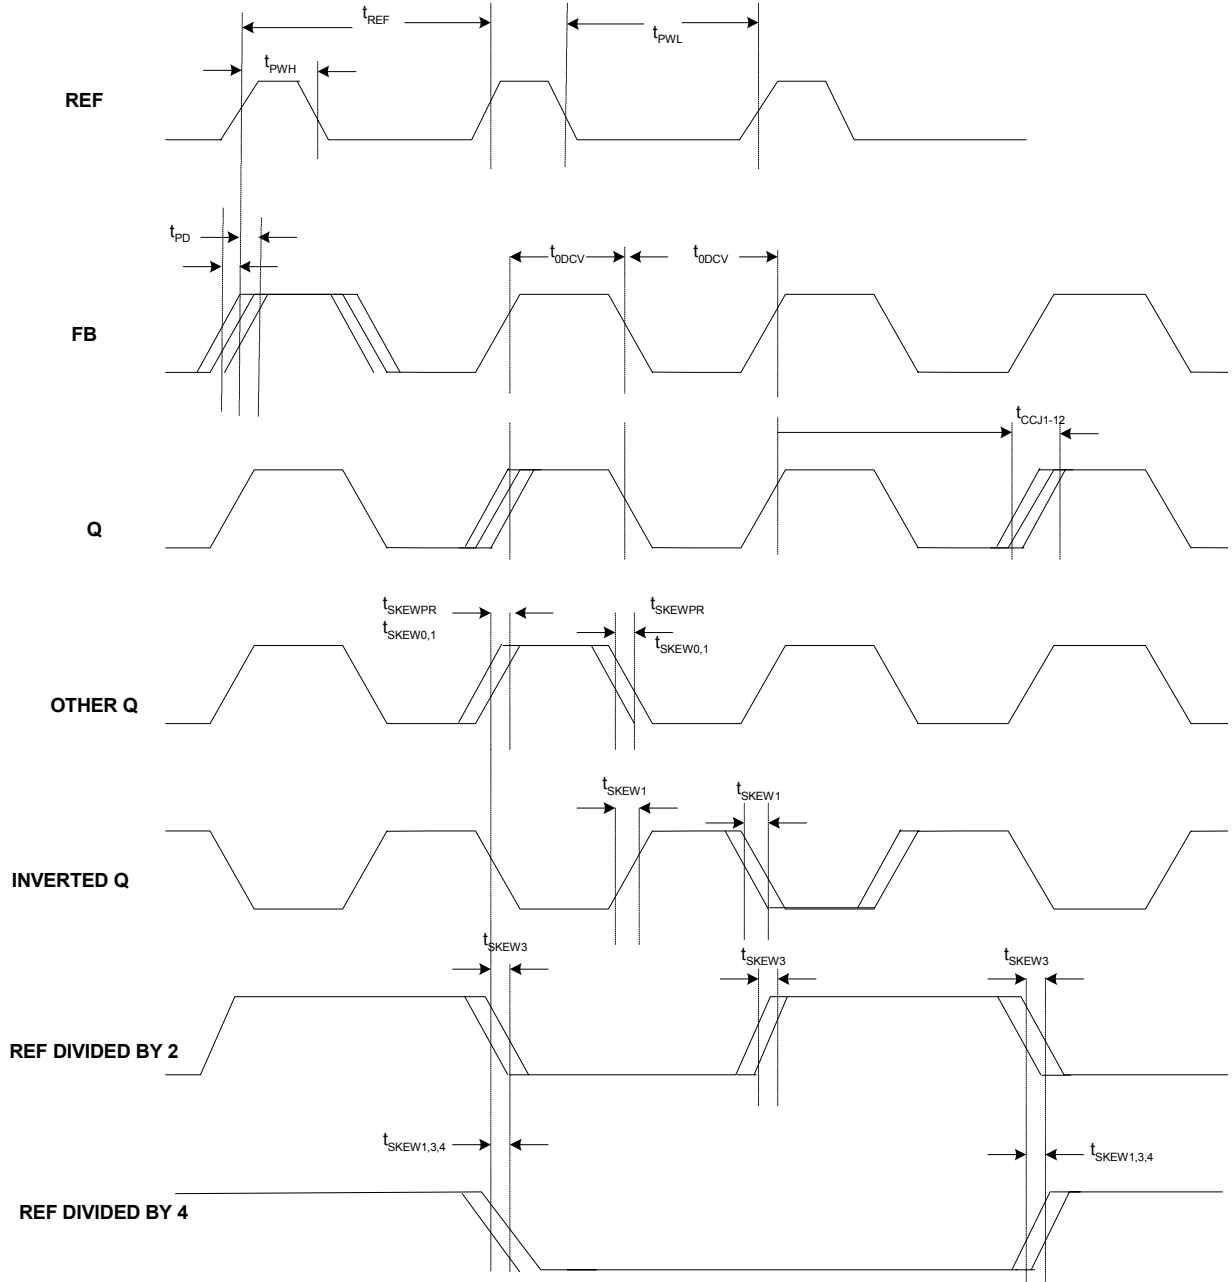 tREF
tPWL
tPWH
REF
tPD
t0DCV
t0DCV
FB
tCCJ1-12
Q
tSKEWPR
tSKEW0,1
tSKEWPR
tSKEW0,1
OTHER Q
tSKEW1
tSKEW1
INVERTED Q
tSKEW3
tSKEW3
tSKEW3
REF DIVIDED BY 2
tSKEW1,3,4
tSKEW1,3,4
REF DIVIDED BY 4